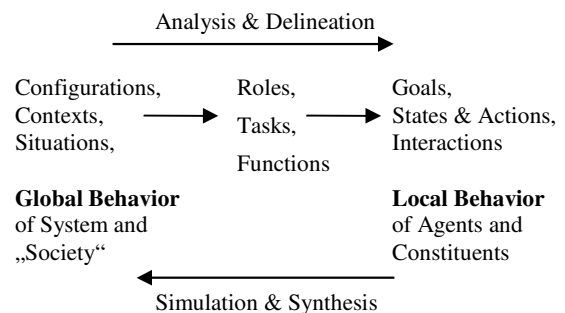 Analysis & Delineation
Configurations,
Contexts,
Situations,
Roles,
Tasks,
Functions
Goals,
States & Actions,
Interactions
Global Behavior
of System and
„Society“
Local Behavior
of Agents and
Constituents
Simulation & Synthesis